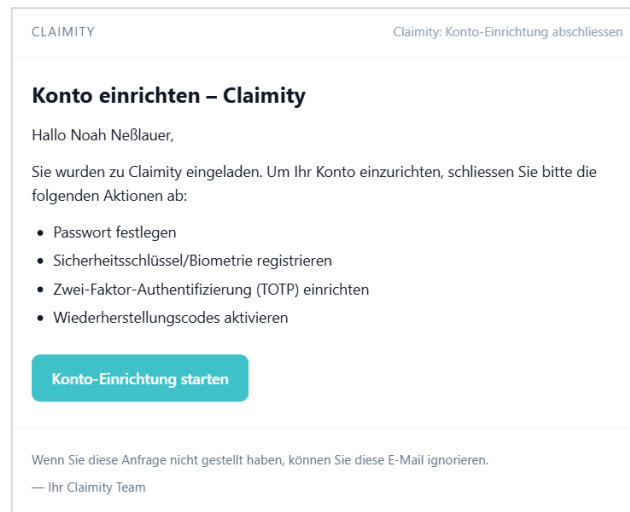 CLAIMITY
Claimity: Konto-Einrichtung abschliessen
Konto einrichten – Claimity
Hallo Noah Neßlauer,
Sie wurden zu Claimity eingeladen. Um Ihr Konto einzurichten, schliessen Sie bitte die
folgenden Aktionen ab:
• Passwort festlegen
• Sicherheitsschlüssel/Biometrie registrieren
• Zwei-Faktor-Authentifizierung (TOTP) einrichten
• Wiederherstellungscodes aktivieren
Konto-Einrichtung starten
Wenn Sie diese Anfrage nicht gestellt haben, können Sie diese E-Mail ignorieren.
— Ihr Claimity Team